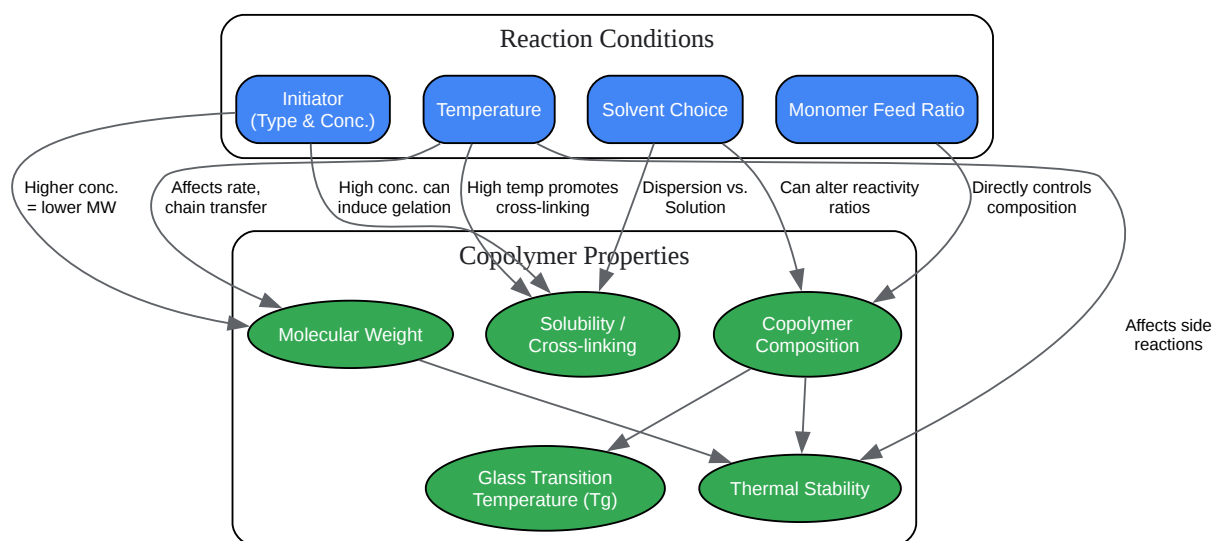 Reaction Conditions
Initiator
(Type & Conc.)
Temperature
Solvent Choice
Monomer Feed Ratio
Higher conc.
= lower MW
Affects rate,
chain transfer
High conc. can
induce gelation
High temp promotes
cross-linking
Dispersion vs.
Solution
Can alter reactivity
ratios
Directly controls
composition
Copolymer Properties
Molecular Weight
Solubility /
Cross-linking
Copolymer
Composition
Affects side
reactions
Glass Transition
Temperature (Tg)
Thermal Stability